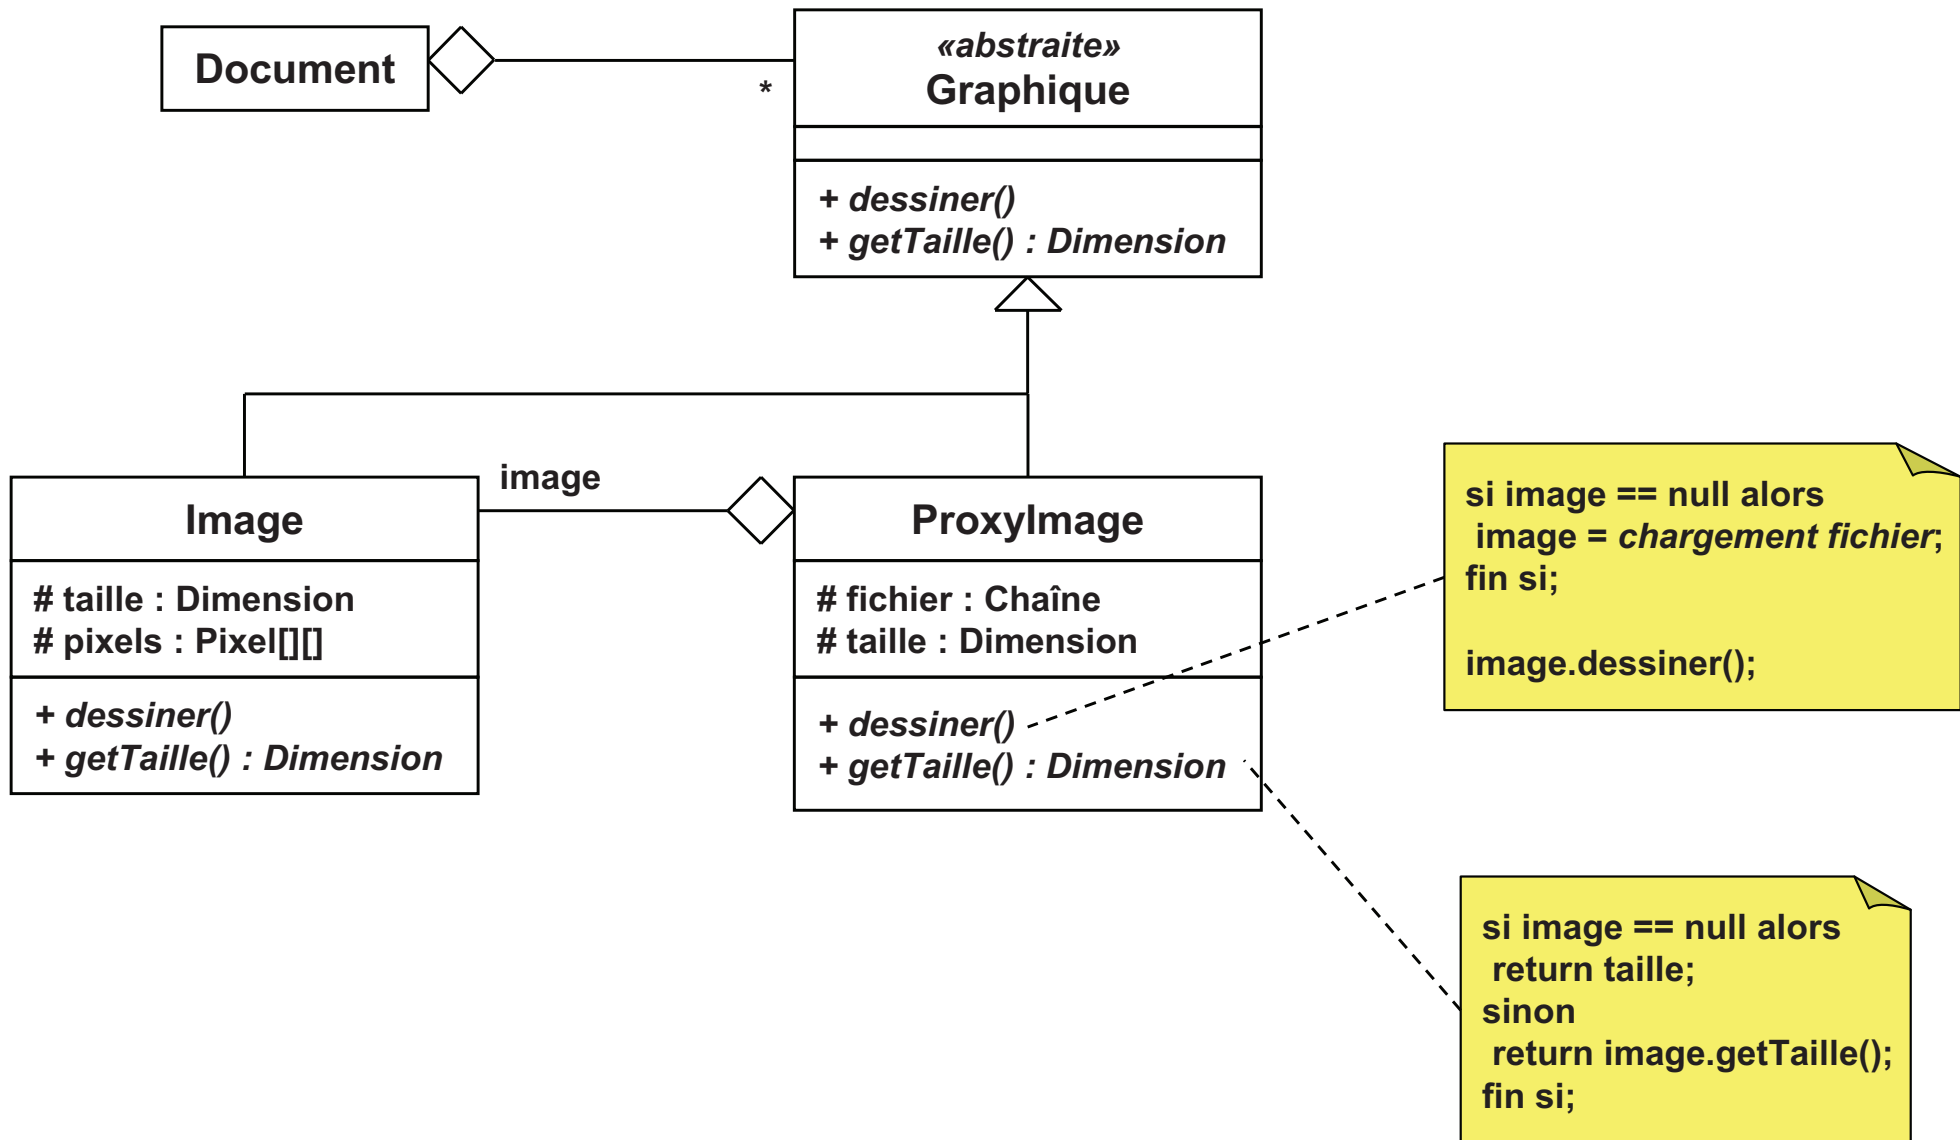 Document
*
«abstraite»
Graphique
+ dessiner()
+ getTaille() : Dimension
image
Image
# taille : Dimension
# pixels : Pixel[][]
+ dessiner()
+ getTaille() : Dimension
ProxyImage
# fichier : Chaîne
# taille : Dimension
+ dessiner()
+ getTaille() : Dimension
si image == null alors
image = chargement fichier;
fin si;
image.dessiner();
si image == null alors
return taille;
sinon
return image.getTaille();
fin si;